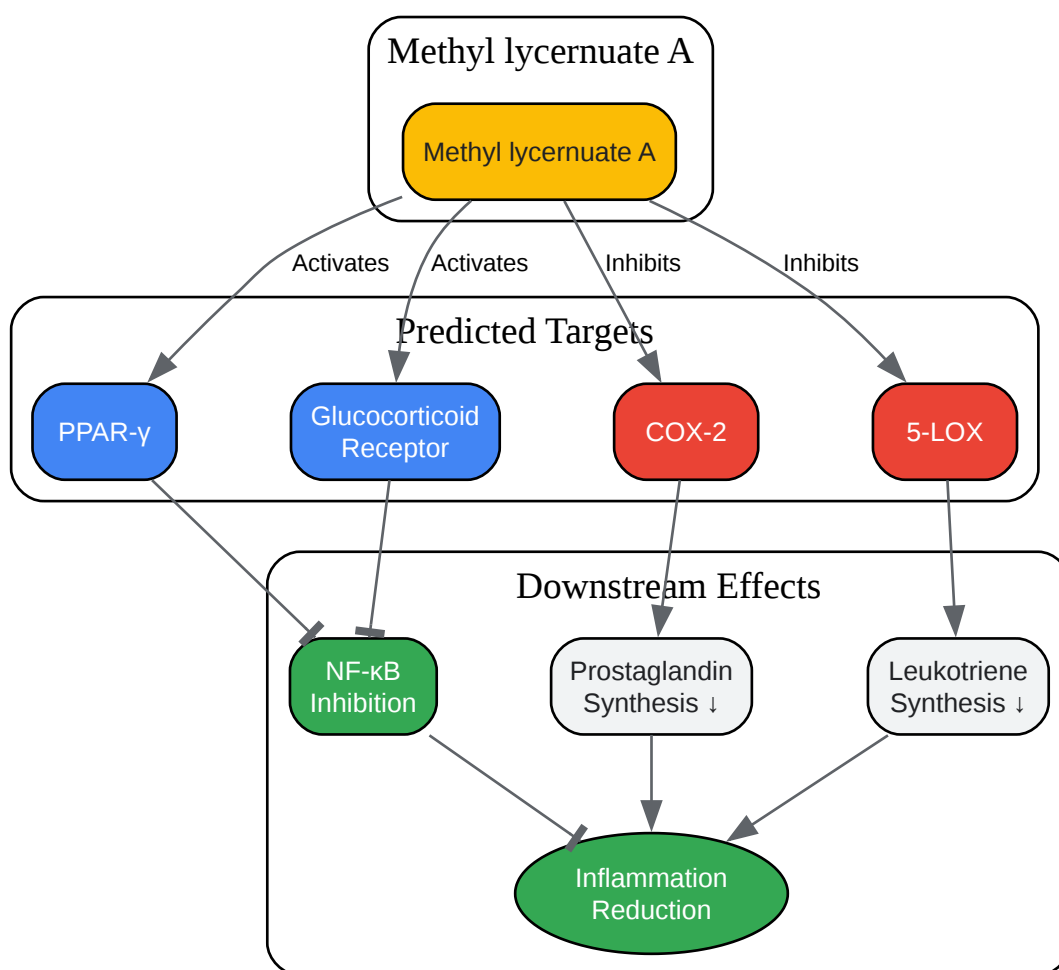 Methyl lycernuate A
Methyl lycernuate A
Activates
Activates
Inhibits
Inhibits
Predicted Targets
PPAR-γ
Glucocorticoid
Receptor
COX-2
5-LOX
Downstream Effects
NF-κB
Inhibition
Prostaglandin
Synthesis ↓
Leukotriene
Synthesis ↓
Inflammation
Reduction